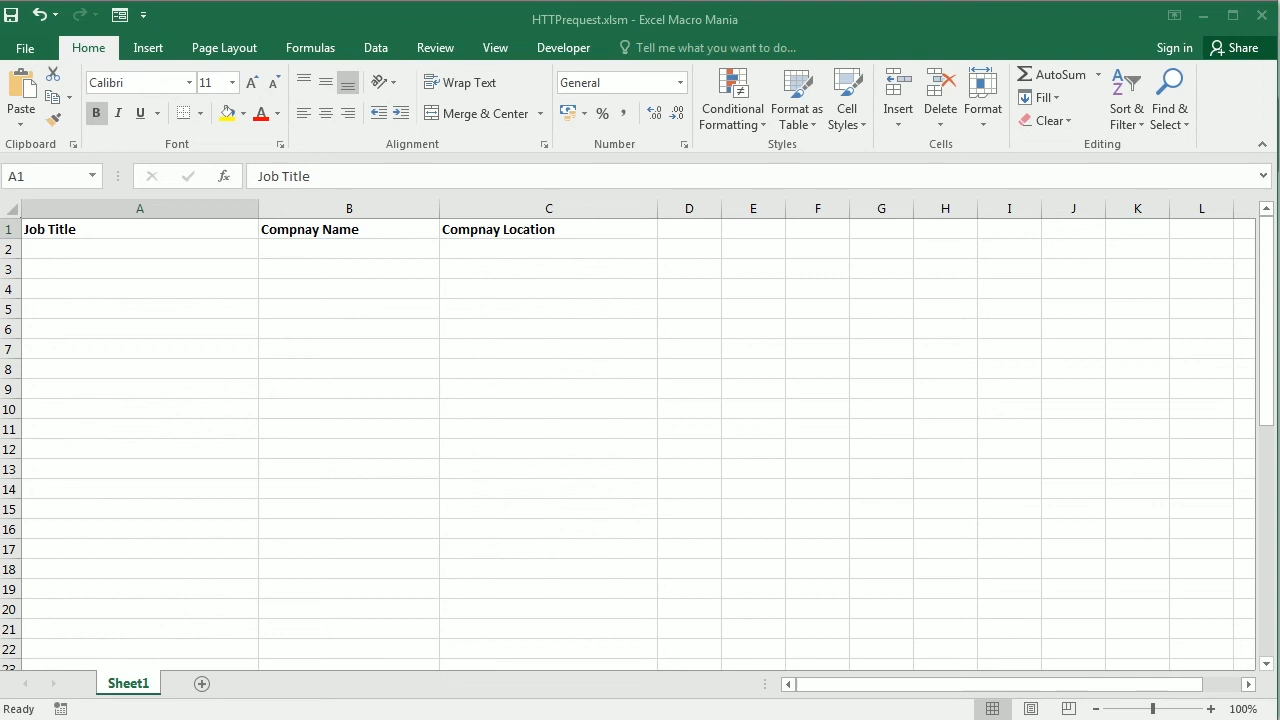 HTTPrequest.xlsm - Excel Macro Mania
File Home Insert Page Layout Formulas Data Review View Developer Tell me what you want to do... Sign in Share
Paste Calibri 11 Wrap Text General Conditional Formatting Format as Table Cell Styles Insert Delete Format AutoSum Sort & Filter Find & Select
B I U Merge & Center % , Fill
Clear
Clipboard Font Alignment Number Styles Cells Editing
A1 fx Job Title
A B C D E F G H I J K L
1 Job Title Compnay Name Compnay Location
2
3
4
5
6
7
8
9
10
11
12
13
14
15
16
17
18
19
20
21
22
23
Sheet1
Ready 100%